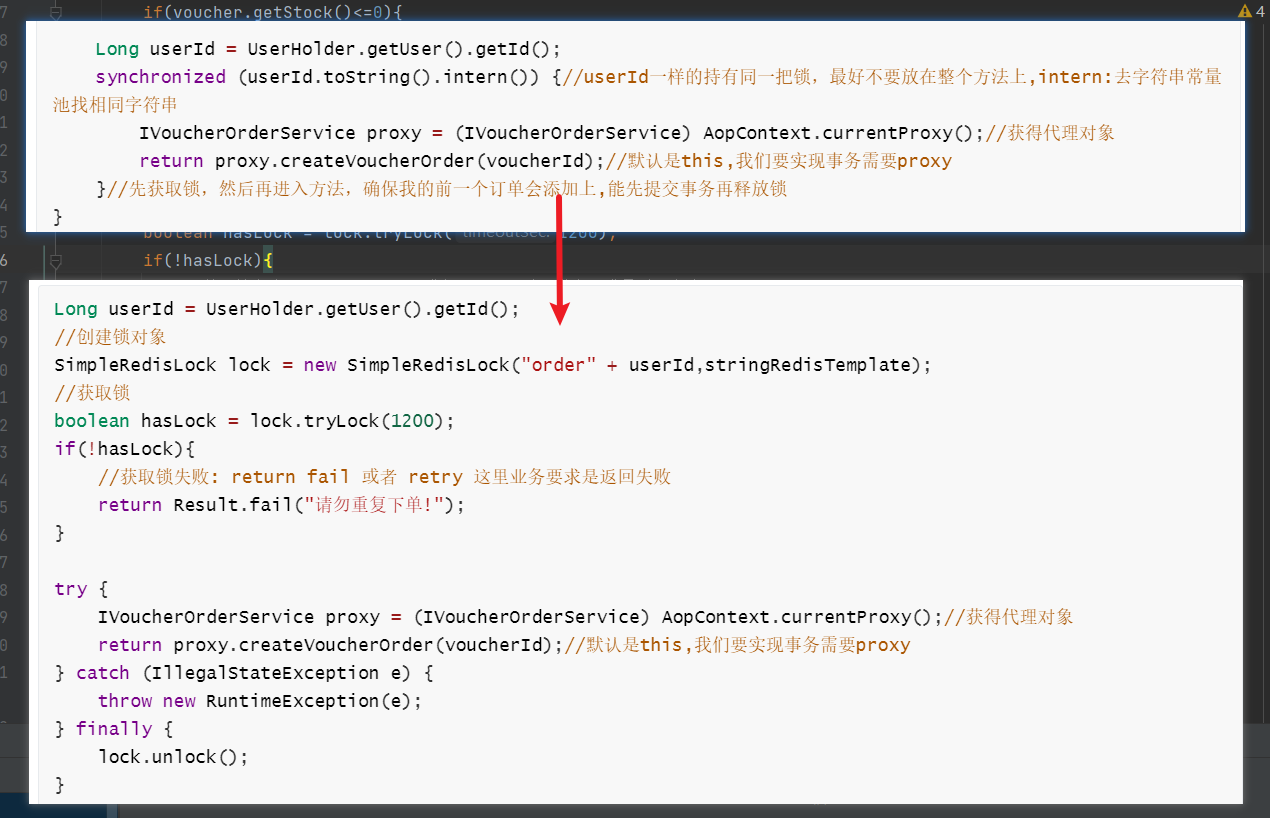 if(voucher.getStock()<=0){
4
Long userId = UserHolder.getUser().getId();
synchronized (userId.toString().intern()) {//userId一样的持有同一把锁，最好不要放在整个方法上,intern:去字符串常量
池找相同字符串
IVoucherOrderService proxy = (IVoucherOrderService) AopContext.currentProxy();//获得代理对象
return proxy.createVoucherOrder(voucherId);//默认是this,我们要实现事务需要proxy
}//先获取锁，然后再进入方法，确保我的前一个订单会添加上,能先提交事务再释放锁
}
boolean hasLock = lock.tryLock( timeoutSec: 1200);
if(!hasLock){
Long userId = UserHolder.getUser().getId();
//创建锁对象
SimpleRedisLock lock = new SimpleRedisLock("order" + userId,stringRedisTemplate);
//获取锁
boolean hasLock = lock.tryLock(1200);
if(!hasLock){
//获取锁失败: return fail 或者 retry 这里业务要求是返回失败
return Result.fail("请勿重复下单!");
}
try {
IVoucherOrderService proxy = (IVoucherOrderService) AopContext.currentProxy();//获得代理对象
return proxy.createVoucherOrder(voucherId);//默认是this,我们要实现事务需要proxy
} catch (IllegalStateException e) {
throw new RuntimeException(e);
} finally {
lock.unlock();
}